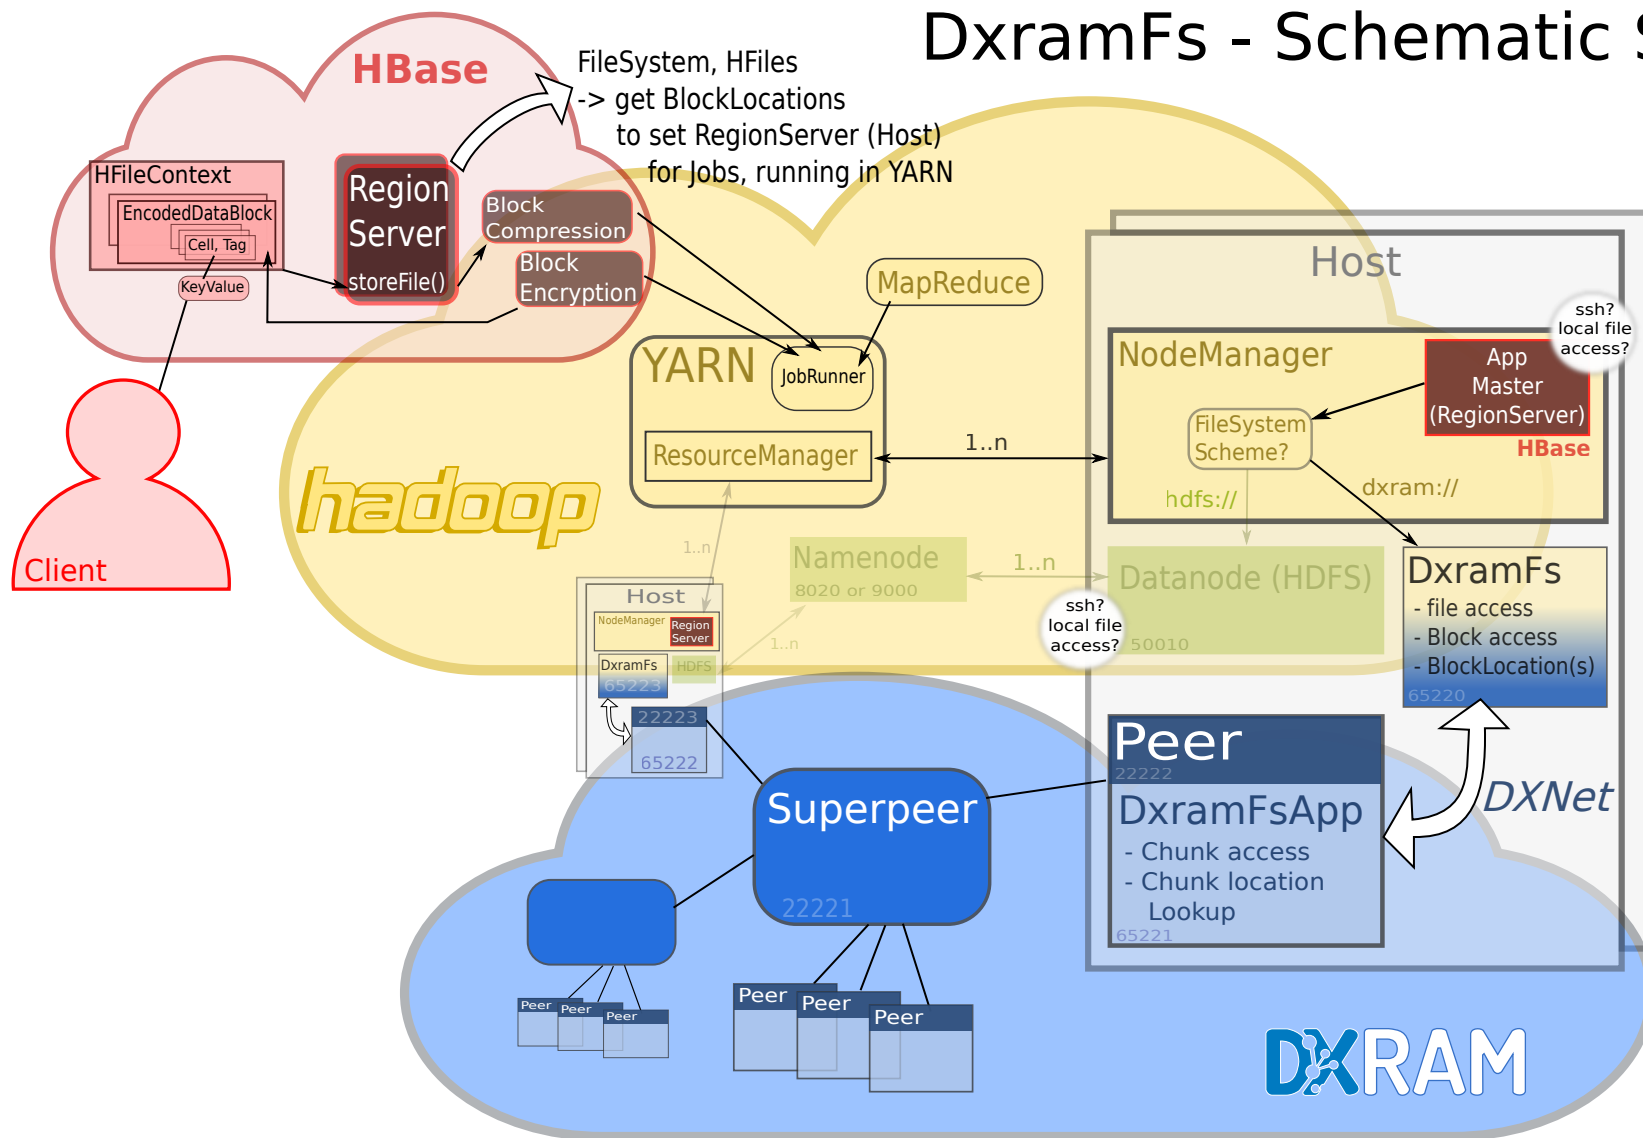 DxramFs - Schematic S
HBase
FileSystem, HFiles
-> get BlockLocations
to set RegionServer (Host)
for Jobs, running in YARN
HFileContext
EncodedDataBlock
Cell, Tag
KeyValue
Region
Server
storeFile()
Block
Compression
Block
Encryption
MapReduce
YARN
JobRunner
ResourceManager
1..n
hadoop
Client
Host
ssh?
local file
access?
NodeManager
App
Master
(RegionServer)
HBase
FileSystem
Scheme?
hdfs://
dxram://
1..n
Namenode
8020 or 9000
1..n
1..n
Datanode (HDFS)
50010
ssh?
local file
access?
DxramFs
- file access
- Block access
- BlockLocation(s)
65220
Host
NodeManager
Region
Server
DxramFs
65223
HDFS
22223
65222
Peer
22222
DxramFsApp
- Chunk access
- Chunk location
Lookup
65221
DXNet
Superpeer
22221
Peer
Peer
Peer
Peer
Peer
Peer
DXRAM